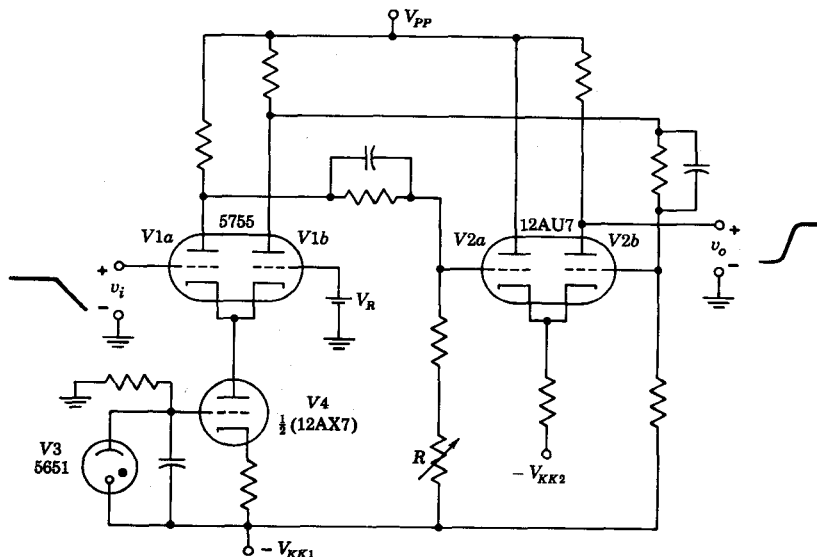 V_PP
5755
V1a
V1b
12AU7
V2a
V2b
+
v_i
-
V_R
+
v_o
-
V4
½(12AX7)
V3
5651
R
-V_KK2
-V_KK1